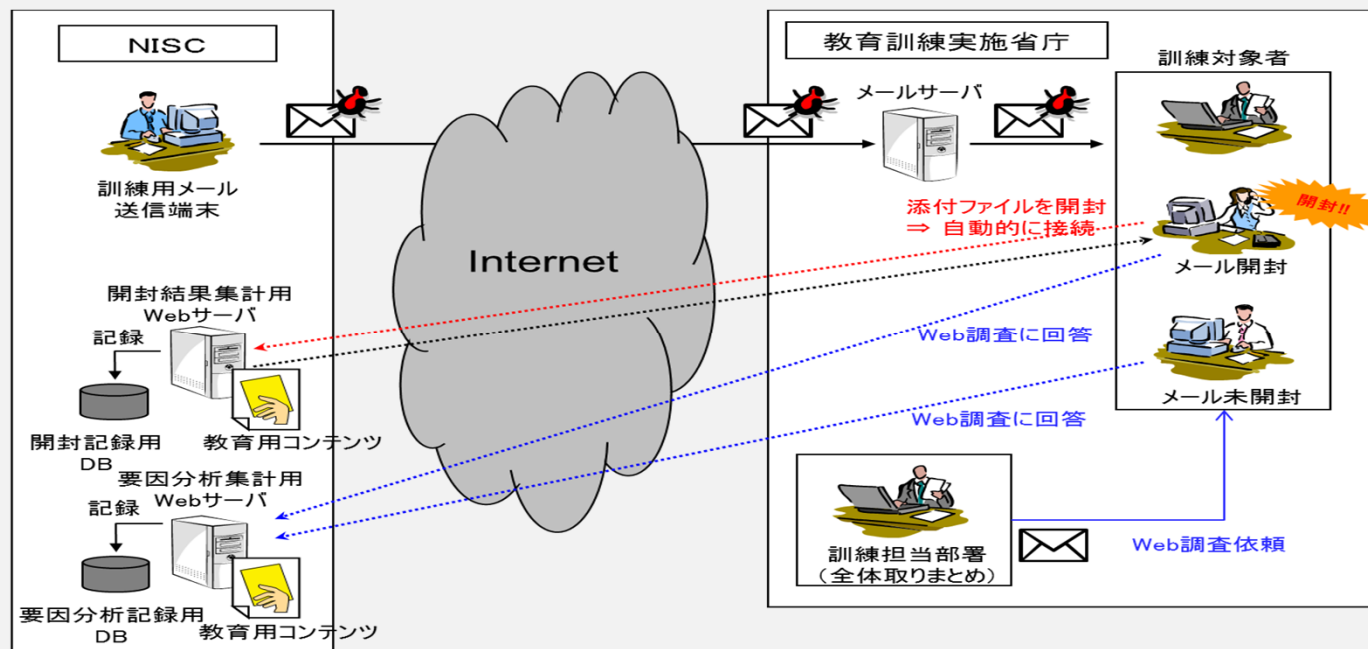 NISC
訓練用メール
送信端末
開封結果集計用
Webサーバ
記録
開封記録用
DB
教育用コンテンツ
要因分析集計用
Webサーバ
記録
要因分析記録用
DB
教育用コンテンツ
Internet
教育訓練実施省庁
メールサーバ
訓練対象者
添付ファイルを開封
⇒ 自動的に接続
開封!!
メール開封
Web調査に回答
メール未開封
Web調査に回答
訓練担当部署
(全体取りまとめ)
Web調査依頼